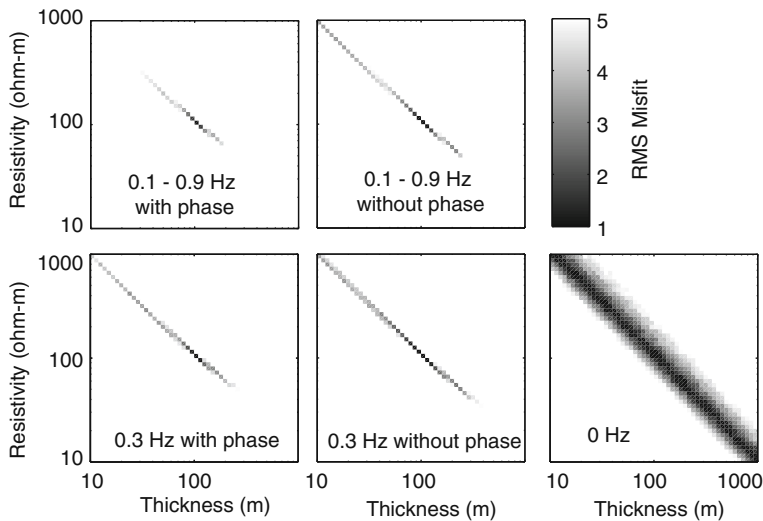 1000
100
10
Resistivity (ohm-m)
0.1 - 0.9 Hz
with phase
0.1 - 0.9 Hz
without phase
5
4
3
2
1
RMS Misfit
1000
100
10
Resistivity (ohm-m)
0.3 Hz with phase
0.3 Hz without phase
0 Hz
10
100
10
100
10
100
1000
Thickness (m)
Thickness (m)
Thickness (m)